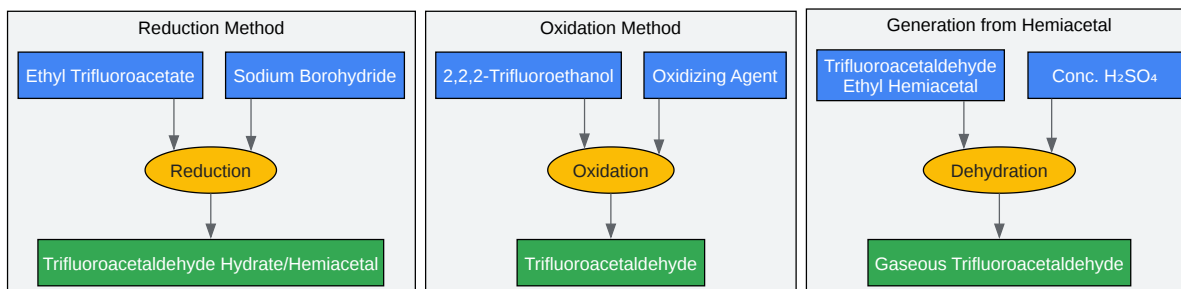 Reduction Method
Ethyl Trifluoroacetate
Sodium Borohydride
Reduction
Trifluoroacetaldehyde Hydrate/Hemiacetal
Oxidation Method
2,2,2-Trifluoroethanol
Oxidizing Agent
Oxidation
Trifluoroacetaldehyde
Generation from Hemiacetal
Trifluoroacetaldehyde
Ethyl Hemiacetal
Conc. H₂SO₄
Dehydration
Gaseous Trifluoroacetaldehyde